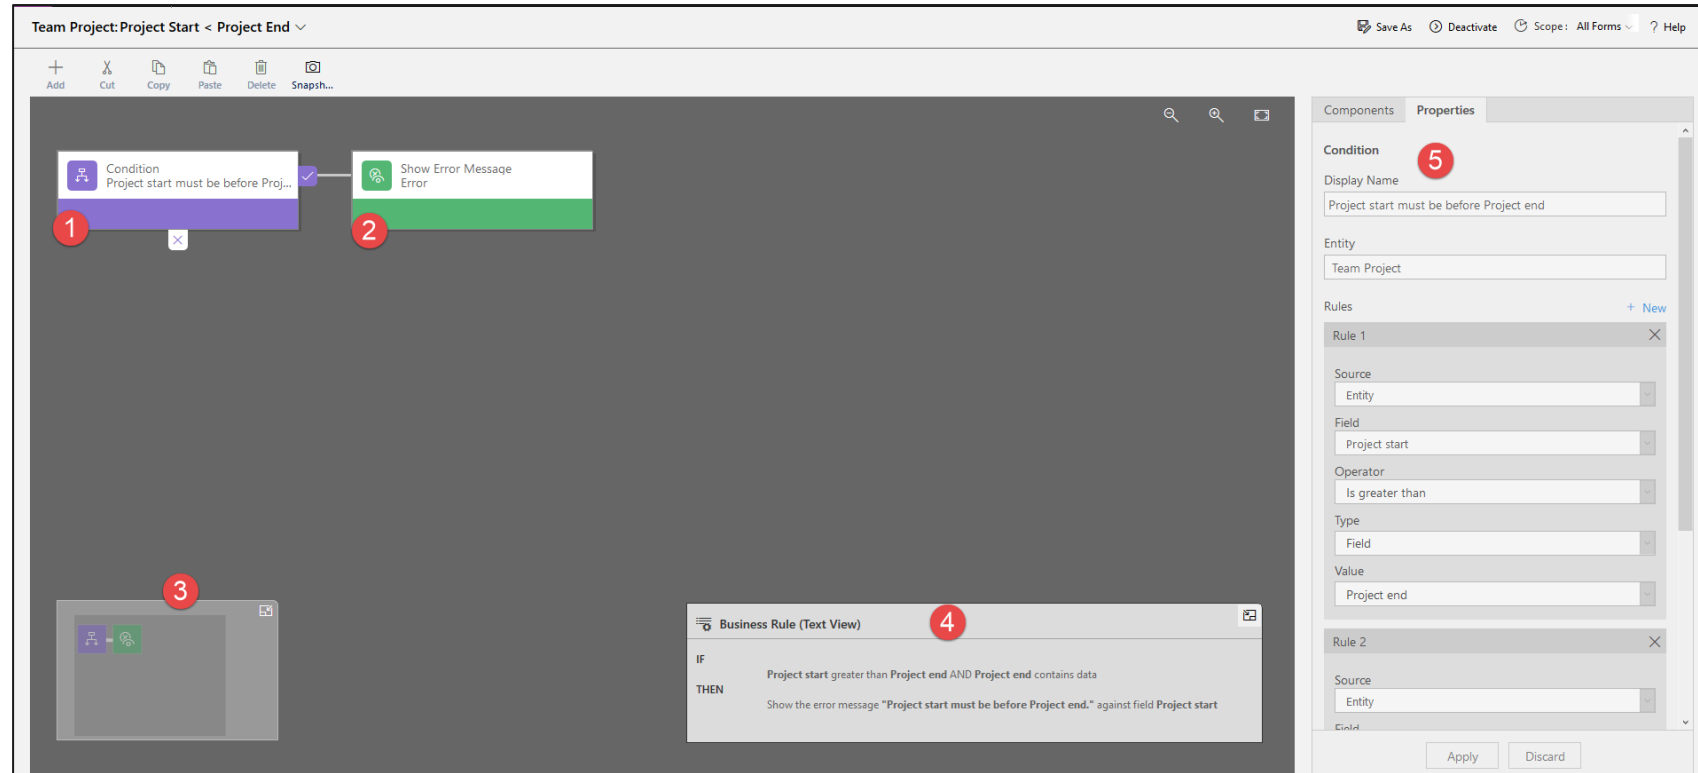 Team Project: Project Start < Project End
Save As Deactivate Scope: All Forms ? Help
Add Cut Copy Paste Delete Snapsh...
Components Properties
Condition
Project start must be before Proj...
Show Error Message
Error
1
2
3
4
5
Business Rule (Text View)
IF
Project start greater than Project end AND Project end contains data
THEN
Show the error message "Project start must be before Project end." against field Project start
Condition
Display Name
Project start must be before Project end
Entity
Team Project
Rules + New
Rule 1
Source
Entity
Field
Project start
Operator
Is greater than
Type
Field
Value
Project end
Rule 2
Source
Entity
Field
Apply Discard